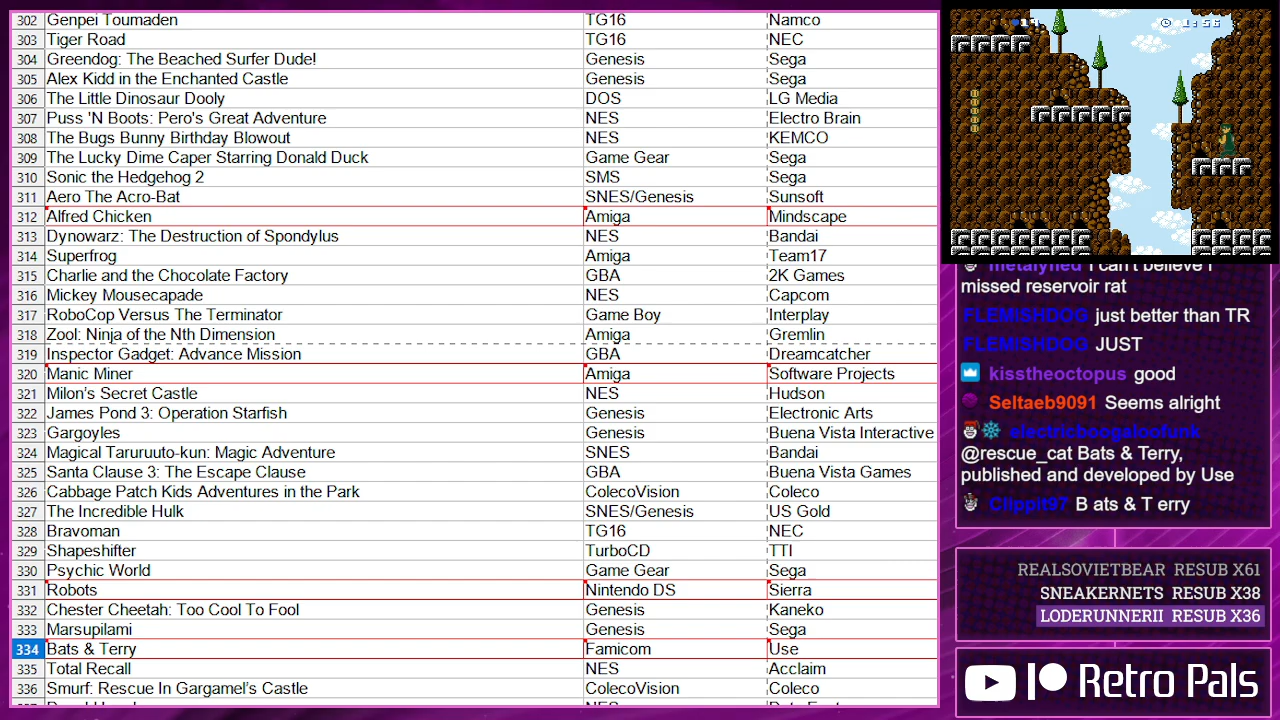 302 Genpei Toumaden TG16 Namco
303 Tiger Road TG16 NEC
304 Greendog: The Beached Surfer Dude! Genesis Sega
305 Alex Kidd in the Enchanted Castle Genesis Sega
306 The Little Dinosaur Dooly DOS LG Media
307 Puss 'N Boots: Pero's Great Adventure NES Electro Brain
308 The Bugs Bunny Birthday Blowout NES KEMCO
309 The Lucky Dime Caper Starring Donald Duck Game Gear Sega
310 Sonic the Hedgehog 2 SMS Sega
311 Aero The Acro-Bat SNES/Genesis Sunsoft
312 Alfred Chicken Amiga Mindscape
313 Dynowarz: The Destruction of Spondylus NES Bandai
314 Superfrog Amiga Team17
315 Charlie and the Chocolate Factory GBA 2K Games
316 Mickey Mousecapade NES Capcom
317 RoboCop Versus The Terminator Game Boy Interplay
318 Zool: Ninja of the Nth Dimension Amiga Gremlin
319 Inspector Gadget: Advance Mission GBA Dreamcatcher
320 Manic Miner Amiga Software Projects
321 Milon's Secret Castle NES Hudson
322 James Pond 3: Operation Starfish Genesis Electronic Arts
323 Gargoyles Genesis Buena Vista Interactive
324 Magical Taruruuto-kun: Magic Adventure SNES Bandai
325 Santa Clause 3: The Escape Clause GBA Buena Vista Games
326 Cabbage Patch Kids Adventures in the Park ColecoVision Coleco
327 The Incredible Hulk SNES/Genesis US Gold
328 Bravoman TG16 NEC
329 Shapeshifter TurboCD TTI
330 Psychic World Game Gear Sega
331 Robots Nintendo DS Sierra
332 Chester Cheetah: Too Cool To Fool Genesis Kaneko
333 Marsupilami Genesis Sega
334 Bats & Terry Famicom Use
335 Total Recall NES Acclaim
336 Smurf: Rescue In Gargamel's Castle ColecoVision Coleco
1:56
metalyned I can't believe I
missed reservoir rat
FLEMISHDOG just better than TR
FLEMISHDOG JUST
kisstheoctopus good
Seltaeb9091 Seems alright
electricboogaloofunk
@rescue_cat Bats & Terry,
published and developed by Use
Clippit97 B ats & T erry
REALSOVIETBEAR RESUB X61
SNEAKERNETS RESUB X38
LODERUNNERII RESUB X36
Retro Pals